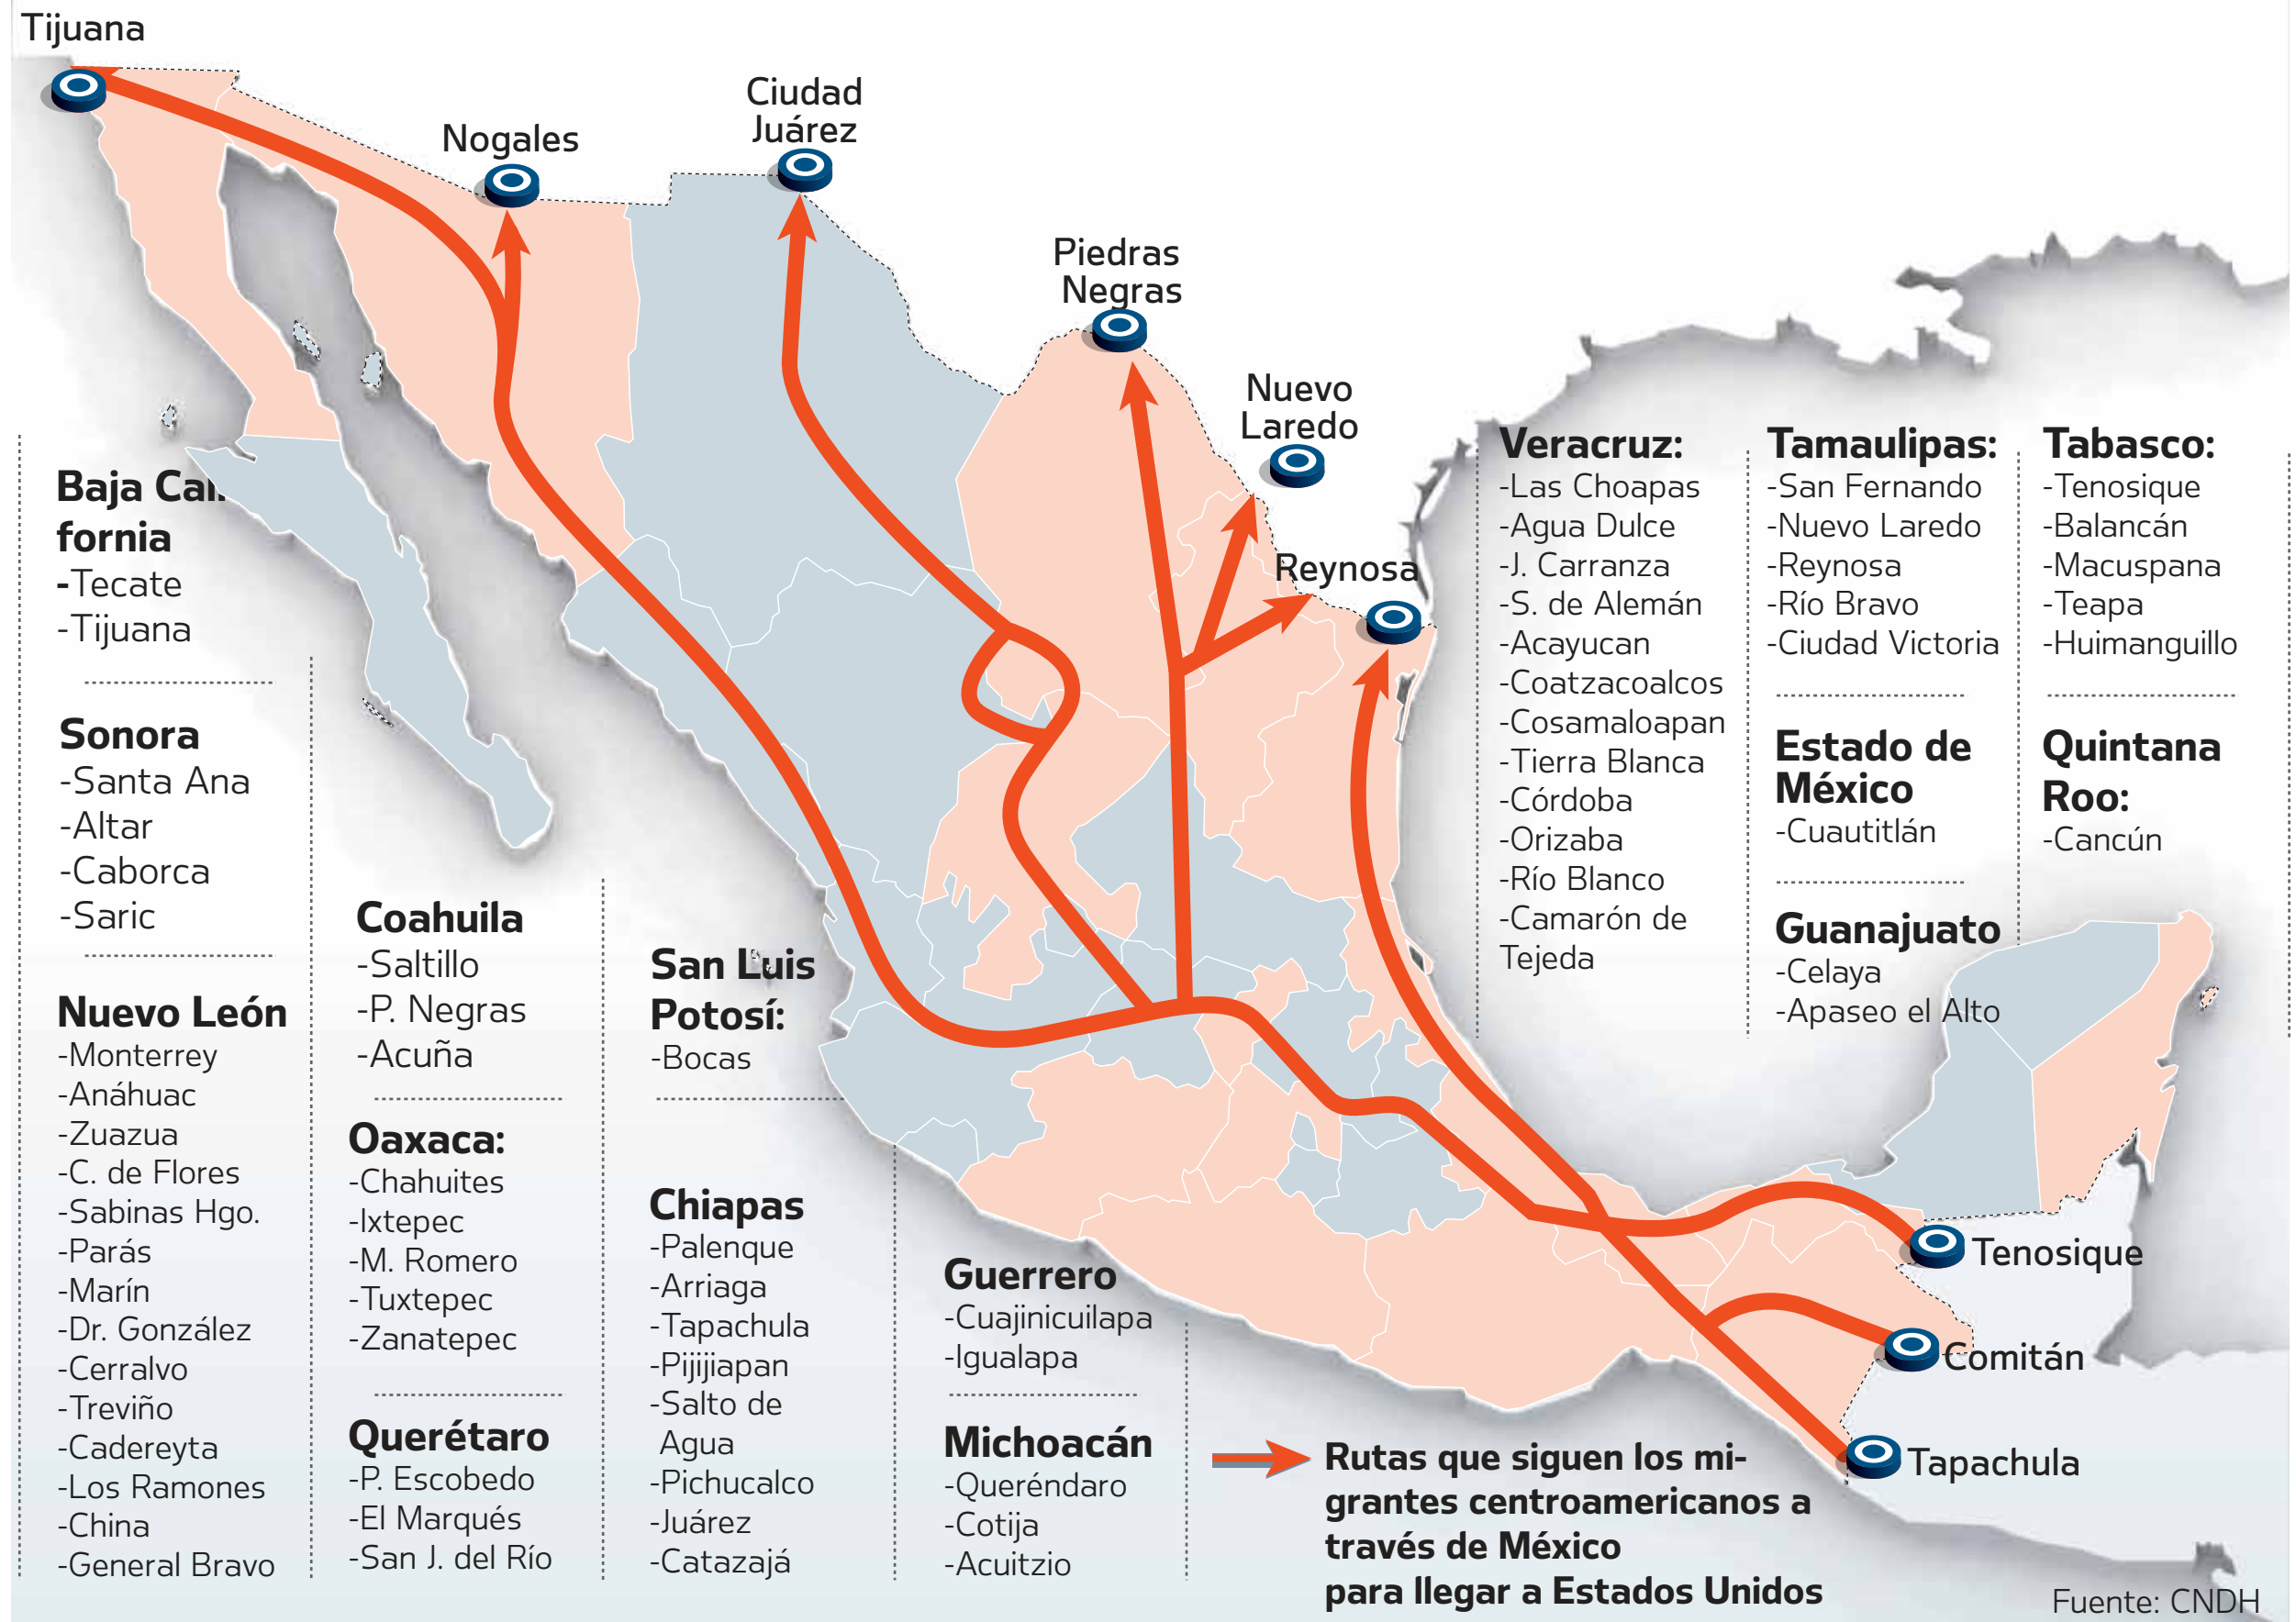 Tijuana
Nogales
Ciudad
Juárez
Piedras
Negras
Nuevo
Laredo
Reynosa
Tenosique
Comitán
Tapachula
Baja Cali
fornia
-Tecate
-Tijuana
Sonora
-Santa Ana
-Altar
-Caborca
-Saric
Nuevo León
-Monterrey
-Anáhuac
-Zuazua
-C. de Flores
-Sabinas Hgo.
-Parás
-Marín
-Dr. González
-Cerralvo
-Treviño
-Cadereyta
-Los Ramones
-China
-General Bravo
Coahuila
-Saltillo
-P. Negras
-Acuña
Oaxaca:
-Chahuites
-Ixtepec
-M. Romero
-Tuxtepec
-Zanatepec
Querétaro
-P. Escobedo
-El Marqués
-San J. del Río
San Luis
Potosí:
-Bocas
Chiapas
-Palenque
-Arriaga
-Tapachula
-Pijijiapan
-Salto de
Agua
-Pichucalco
-Juárez
-Catazajá
Guerrero
-Cuajinicuilapa
-Igualapa
Michoacán
-Queréndaro
-Cotija
-Acuitzio
Veracruz:
-Las Choapas
-Agua Dulce
-J. Carranza
-S. de Alemán
-Acayucan
-Coatzacoalcos
-Cosamaloapan
-Tierra Blanca
-Córdoba
-Orizaba
-Río Blanco
-Camarón de
Tejeda
Tamaulipas:
-San Fernando
-Nuevo Laredo
-Reynosa
-Río Bravo
-Ciudad Victoria
Estado de
México
-Cuautitlán
Guanajuato
-Celaya
-Apaseo el Alto
Tabasco:
-Tenosique
-Balancán
-Macuspana
-Teapa
-Huimanguillo
Quintana
Roo:
-Cancún
Rutas que siguen los mi-
grantes centroamericanos a
través de México
para llegar a Estados Unidos
Fuente: CNDH